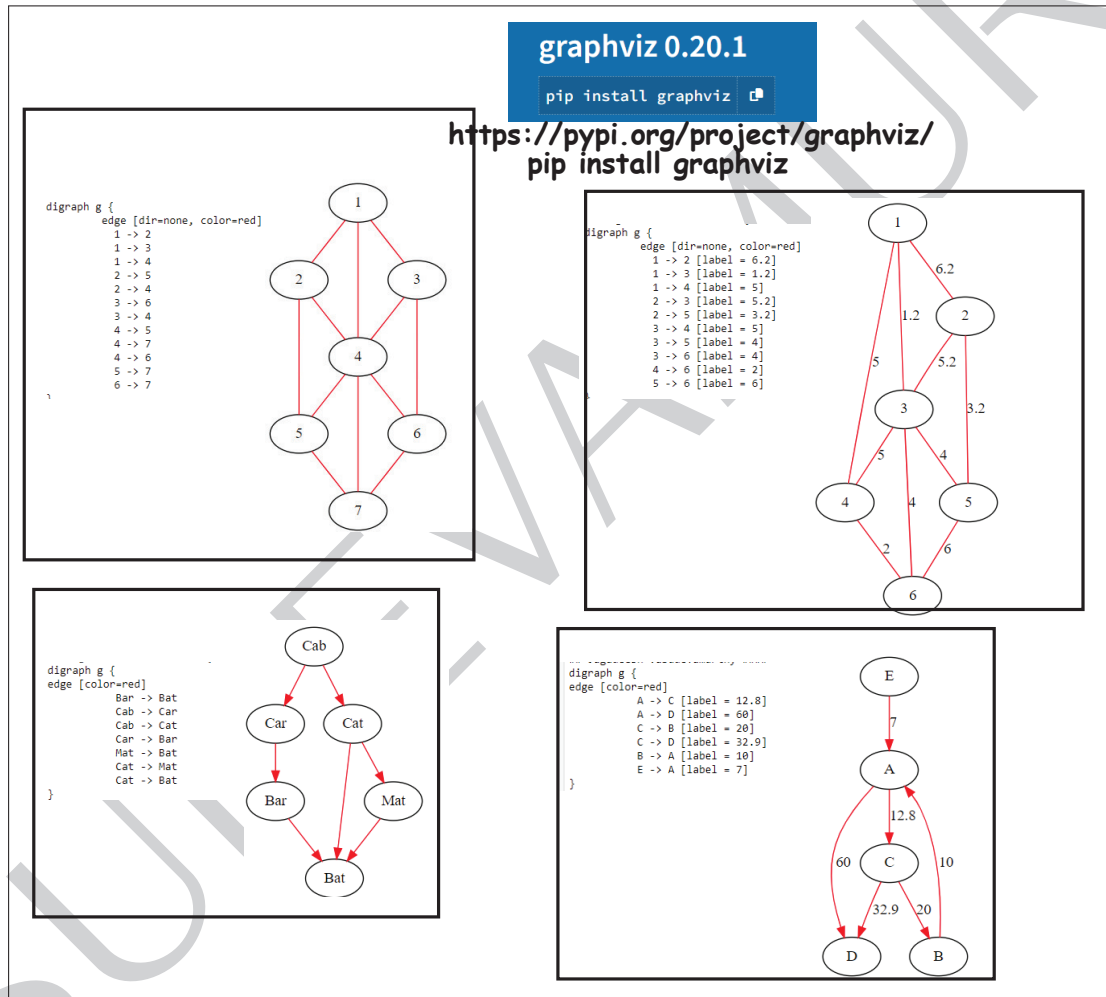 graphviz 0.20.1
pip install graphviz
https://pypi.org/project/graphviz/
pip install graphviz
digraph g {
edge [dir=none, color=red]
1 -> 2
1 -> 3
1 -> 4
2 -> 5
2 -> 4
3 -> 6
3 -> 4
4 -> 5
4 -> 7
4 -> 6
5 -> 7
6 -> 7
}
1
2
3
4
5
6
7
digraph g {
edge [dir=none, color=red]
1 -> 2 [label = 6.2]
1 -> 3 [label = 1.2]
1 -> 4 [label = 5]
2 -> 3 [label = 5.2]
2 -> 5 [label = 3.2]
3 -> 4 [label = 5]
3 -> 5 [label = 4]
3 -> 6 [label = 4]
4 -> 6 [label = 2]
5 -> 6 [label = 6]
}
1
6.2
1.2
2
5
5.2
3
3.2
5
4
4
4
5
2
6
6
digraph g {
edge [color=red]
Bar -> Bat
Cab -> Car
Cab -> Cat
Car -> Bar
Mat -> Bat
Cat -> Mat
Cat -> Bat
}
Cab
Car
Cat
Bar
Mat
Bat
digraph g {
edge [color=red]
A -> C [label = 12.8]
A -> D [label = 60]
C -> B [label = 20]
C -> D [label = 32.9]
B -> A [label = 10]
E -> A [label = 7]
}
E
7
A
12.8
60
C
10
32.9
20
D
B